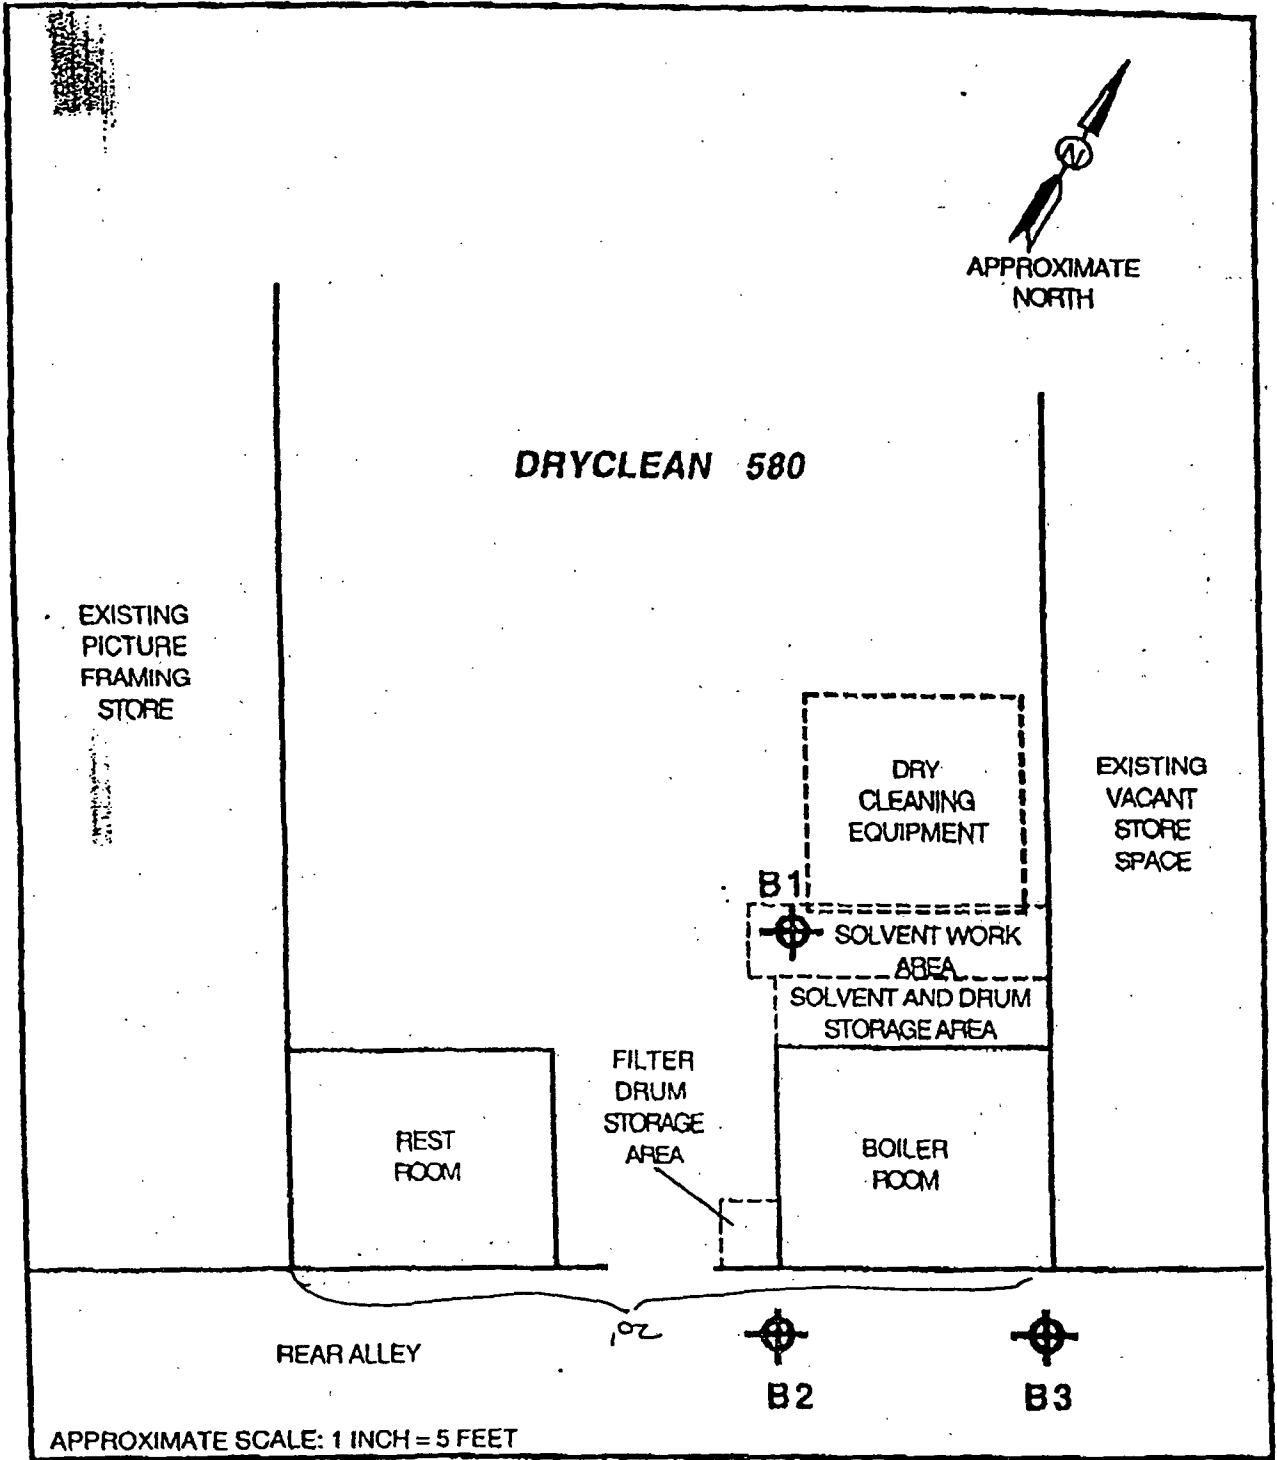 N
APPROXIMATE
NORTH
DRYCLEAN 580
EXISTING
PICTURE
FRAMING
STORE
DRY
CLEANING
EQUIPMENT
EXISTING
VACANT
STORE
SPACE
B1
SOLVENT WORK
AREA
SOLVENT AND DRUM
STORAGE AREA
FILTER
DRUM
STORAGE
AREA
REST
ROOM
BOILER
ROOM
20'
REAR ALLEY
B2
B3
APPROXIMATE SCALE: 1 INCH = 5 FEET